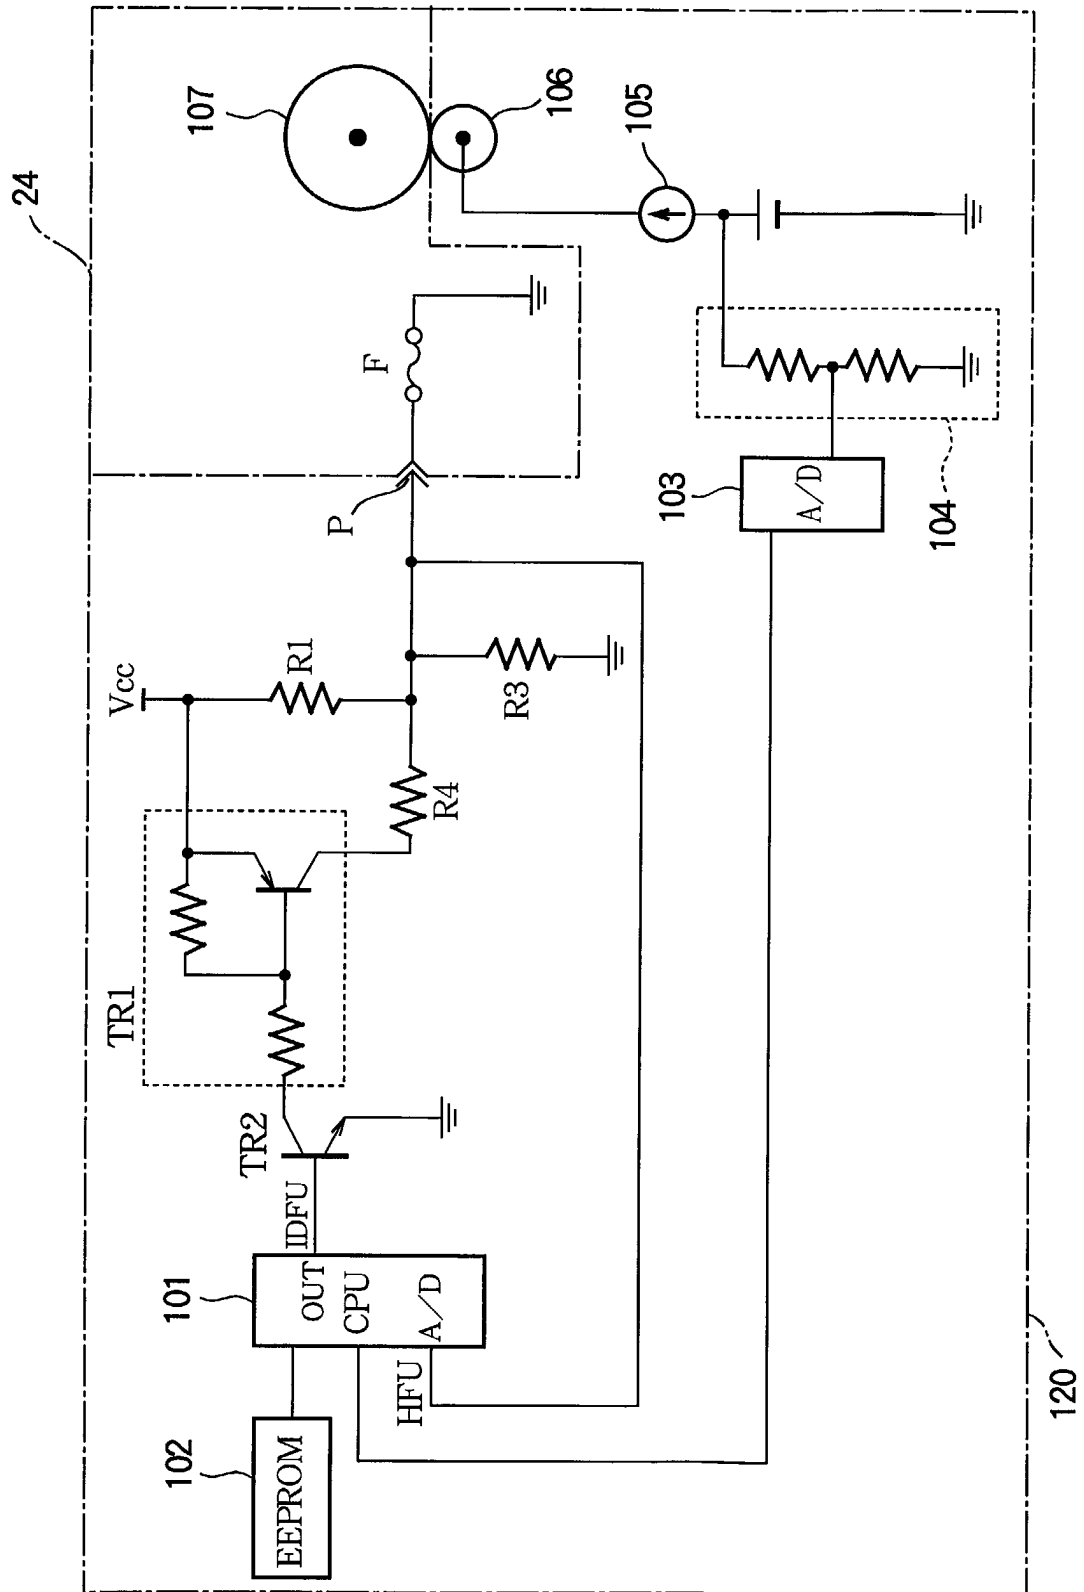 24
107
106
105
F
P
103
A/D
104
Vcc
R1
R3
R4
TR1
TR2
IDFU
101
OUT
CPU
A/D
HFU
102
EEPROM
120